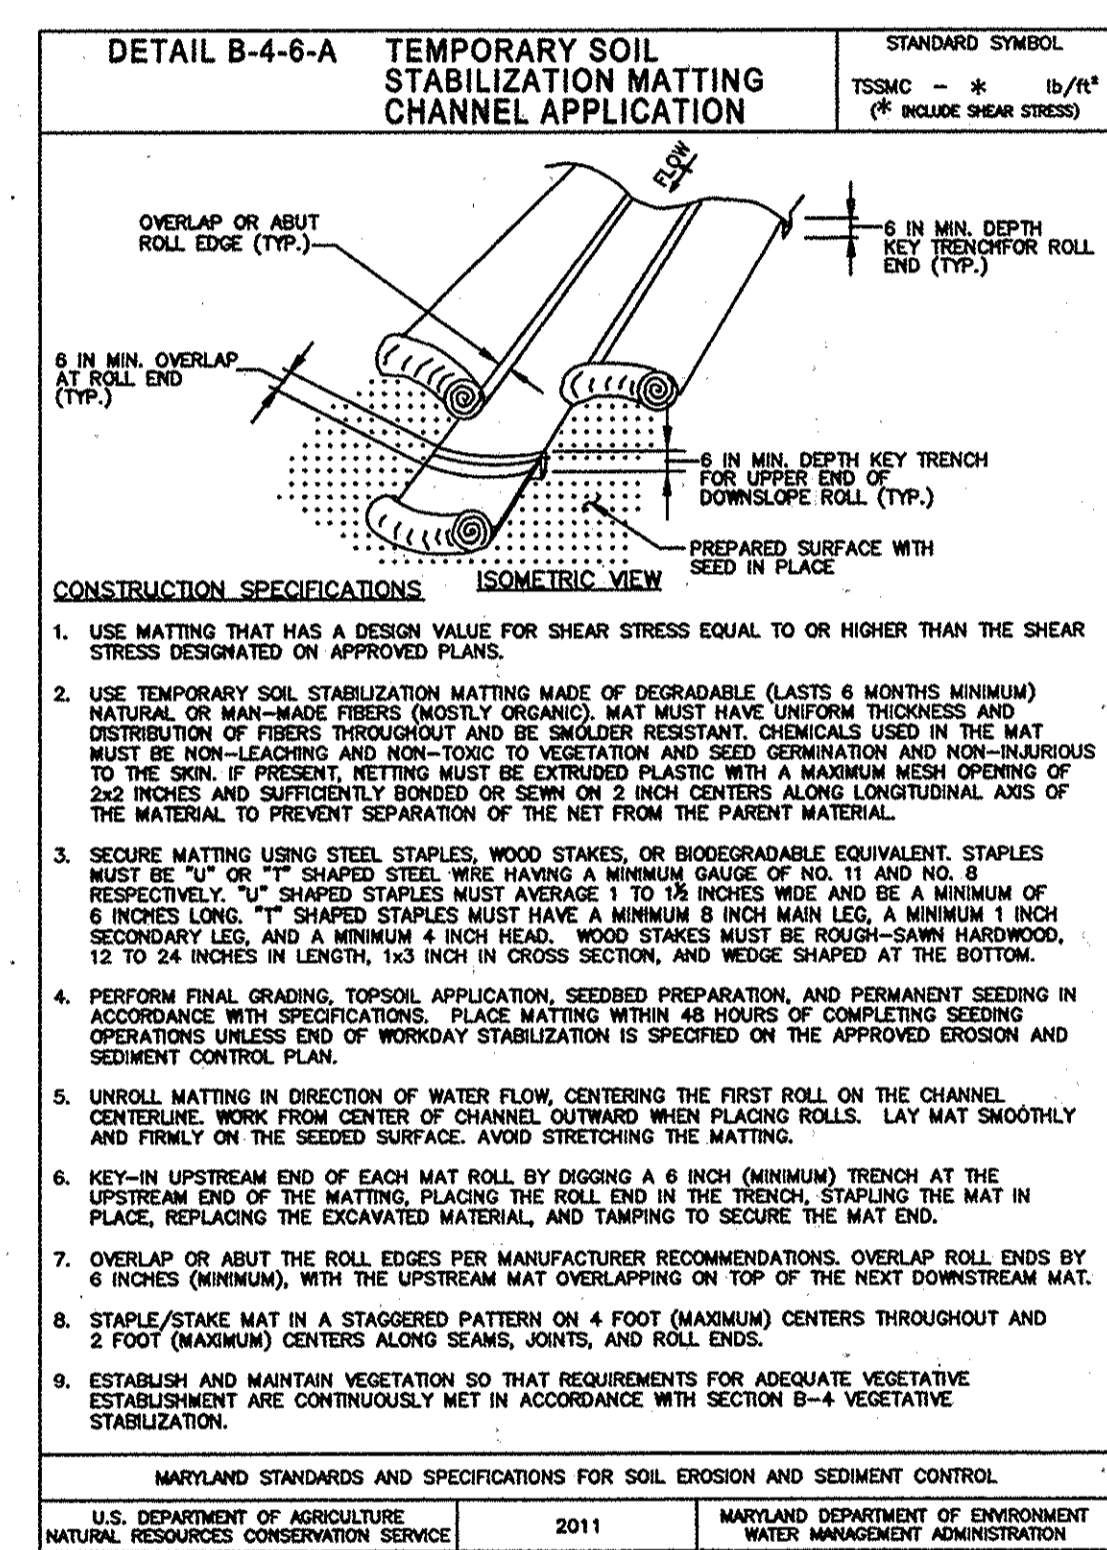 DETAIL B-4-6-A TEMPORARY SOIL
STABILIZATION MATTING
CHANNEL APPLICATION
STANDARD SYMBOL
TSSMC - * lb/ft²
(* INCLUDE SHEAR STRESS)
FLOW
OVERLAP OR ABUT
ROLL EDGE (TYP.)
6 IN MIN. DEPTH
KEY TRENCHFOR ROLL
END (TYP.)
6 IN MIN. OVERLAP
AT ROLL END
(TYP.)
6 IN MIN. DEPTH KEY TRENCH
FOR UPPER END OF
DOWNSLOPE ROLL (TYP.)
PREPARED SURFACE WITH
SEED IN PLACE
ISOMETRIC VIEW
CONSTRUCTION SPECIFICATIONS
1. USE MATTING THAT HAS A DESIGN VALUE FOR SHEAR STRESS EQUAL TO OR HIGHER THAN THE SHEAR
STRESS DESIGNATED ON APPROVED PLANS.
2. USE TEMPORARY SOIL STABILIZATION MATTING MADE OF DEGRADABLE (LASTS 6 MONTHS MINIMUM)
NATURAL OR MAN-MADE FIBERS (MOSTLY ORGANIC). MAT MUST HAVE UNIFORM THICKNESS AND
DISTRIBUTION OF FIBERS THROUGHOUT AND BE SMOLDER RESISTANT. CHEMICALS USED IN THE MAT
MUST BE NON-LEACHING AND NON-TOXIC TO VEGETATION AND SEED GERMINATION AND NON-INJURIOUS
TO THE SKIN. IF PRESENT, NETTING MUST BE EXTRUDED PLASTIC WITH A MAXIMUM MESH OPENING OF
2x2 INCHES AND SUFFICIENTLY BONDED OR SEWN ON 2 INCH CENTERS ALONG LONGITUDINAL AXIS OF
THE MATERIAL TO PREVENT SEPARATION OF THE NET FROM THE PARENT MATERIAL.
3. SECURE MATTING USING STEEL STAPLES, WOOD STAKES, OR BIODEGRADABLE EQUIVALENT. STAPLES
MUST BE "U" OR "T" SHAPED STEEL WIRE HAVING A MINIMUM GAUGE OF NO. 11 AND NO. 8
RESPECTIVELY. "U" SHAPED STAPLES MUST AVERAGE 1 TO 1½ INCHES WIDE AND BE A MINIMUM OF
6 INCHES LONG. "T" SHAPED STAPLES MUST HAVE A MINIMUM 8 INCH MAIN LEG, A MINIMUM 1 INCH
SECONDARY LEG, AND A MINIMUM 4 INCH HEAD. WOOD STAKES MUST BE ROUGH-SAWN HARDWOOD,
12 TO 24 INCHES IN LENGTH, 1x3 INCH IN CROSS SECTION, AND WEDGE SHAPED AT THE BOTTOM.
4. PERFORM FINAL GRADING, TOPSOIL APPLICATION, SEEDBED PREPARATION, AND PERMANENT SEEDING IN
ACCORDANCE WITH SPECIFICATIONS. PLACE MATTING WITHIN 48 HOURS OF COMPLETING SEEDING
OPERATIONS UNLESS END OF WORKDAY STABILIZATION IS SPECIFIED ON THE APPROVED EROSION AND
SEDIMENT CONTROL PLAN.
5. UNROLL MATTING IN DIRECTION OF WATER FLOW, CENTERING THE FIRST ROLL ON THE CHANNEL
CENTERLINE. WORK FROM CENTER OF CHANNEL OUTWARD WHEN PLACING ROLLS. LAY MAT SMOOTHLY
AND FIRMLY ON THE SEEDED SURFACE. AVOID STRETCHING THE MATTING.
6. KEY-IN UPSTREAM END OF EACH MAT ROLL BY DIGGING A 6 INCH (MINIMUM) TRENCH AT THE
UPSTREAM END OF THE MATTING, PLACING THE ROLL END IN THE TRENCH, STAPLING THE MAT IN
PLACE, REPLACING THE EXCAVATED MATERIAL, AND TAMPING TO SECURE THE MAT END.
7. OVERLAP OR ABUT THE ROLL EDGES PER MANUFACTURER RECOMMENDATIONS. OVERLAP ROLL ENDS BY
6 INCHES (MINIMUM), WITH THE UPSTREAM MAT OVERLAPPING ON TOP OF THE NEXT DOWNSTREAM MAT.
8. STAPLE/STAKE MAT IN A STAGGERED PATTERN ON 4 FOOT (MAXIMUM) CENTERS THROUGHOUT AND
2 FOOT (MAXIMUM) CENTERS ALONG SEAMS, JOINTS, AND ROLL ENDS.
9. ESTABLISH AND MAINTAIN VEGETATION SO THAT REQUIREMENTS FOR ADEQUATE VEGETATIVE
ESTABLISHMENT ARE CONTINUOUSLY MET IN ACCORDANCE WITH SECTION B-4 VEGETATIVE
STABILIZATION.
MARYLAND STANDARDS AND SPECIFICATIONS FOR SOIL EROSION AND SEDIMENT CONTROL
U.S. DEPARTMENT OF AGRICULTURE
NATURAL RESOURCES CONSERVATION SERVICE
2011
MARYLAND DEPARTMENT OF ENVIRONMENT
WATER MANAGEMENT ADMINISTRATION